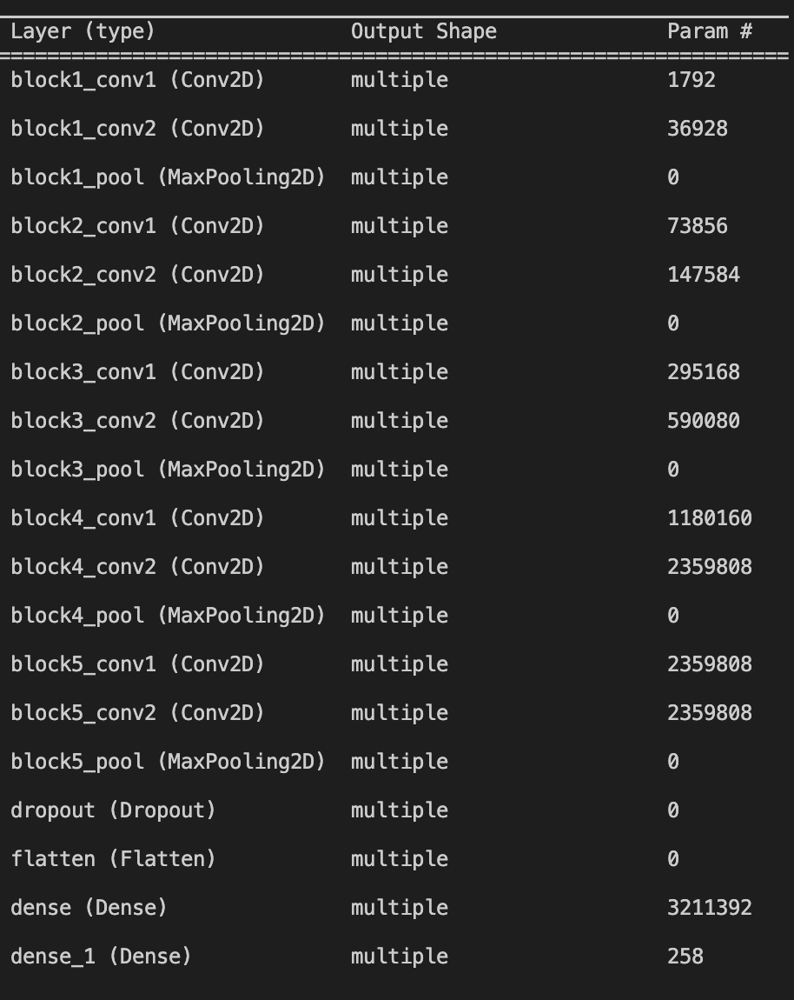 Layer (type) Output Shape Param #
=================================================================
block1_conv1 (Conv2D) multiple 1792
block1_conv2 (Conv2D) multiple 36928
block1_pool (MaxPooling2D) multiple 0
block2_conv1 (Conv2D) multiple 73856
block2_conv2 (Conv2D) multiple 147584
block2_pool (MaxPooling2D) multiple 0
block3_conv1 (Conv2D) multiple 295168
block3_conv2 (Conv2D) multiple 590080
block3_pool (MaxPooling2D) multiple 0
block4_conv1 (Conv2D) multiple 1180160
block4_conv2 (Conv2D) multiple 2359808
block4_pool (MaxPooling2D) multiple 0
block5_conv1 (Conv2D) multiple 2359808
block5_conv2 (Conv2D) multiple 2359808
block5_pool (MaxPooling2D) multiple 0
dropout (Dropout) multiple 0
flatten (Flatten) multiple 0
dense (Dense) multiple 3211392
dense_1 (Dense) multiple 258